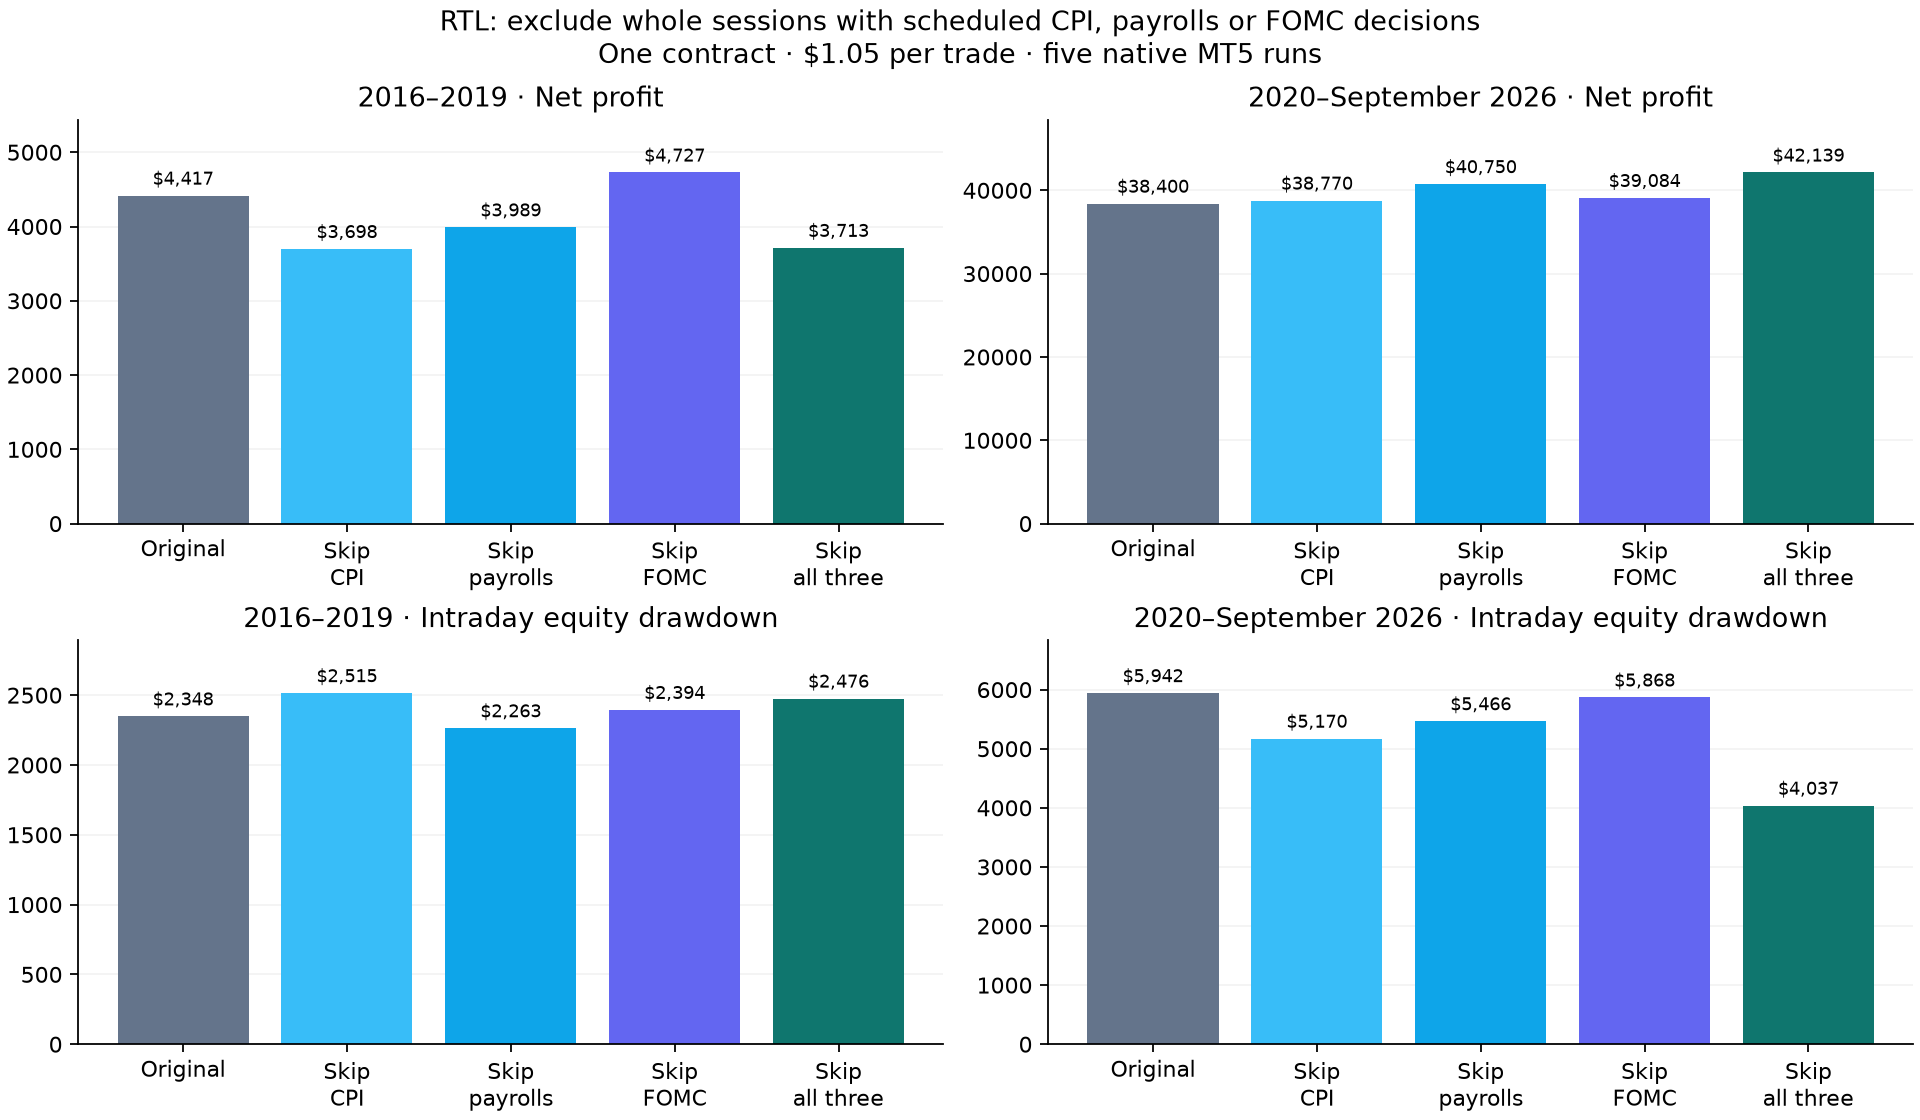 RTL: exclude whole sessions with scheduled CPI, payrolls or FOMC decisions
One contract · $1.05 per trade · five native MT5 runs
2016–2019 · Net profit
5000
4000
3000
2000
1000
0
$4,417
$3,698
$3,989
$4,727
$3,713
Original
Skip
CPI
Skip
payrolls
Skip
FOMC
Skip
all three
2020–September 2026 · Net profit
40000
30000
20000
10000
0
$38,400
$38,770
$40,750
$39,084
$42,139
Original
Skip
CPI
Skip
payrolls
Skip
FOMC
Skip
all three
2016–2019 · Intraday equity drawdown
2500
2000
1500
1000
500
0
$2,348
$2,515
$2,263
$2,394
$2,476
Original
Skip
CPI
Skip
payrolls
Skip
FOMC
Skip
all three
2020–September 2026 · Intraday equity drawdown
6000
5000
4000
3000
2000
1000
0
$5,942
$5,170
$5,466
$5,868
$4,037
Original
Skip
CPI
Skip
payrolls
Skip
FOMC
Skip
all three